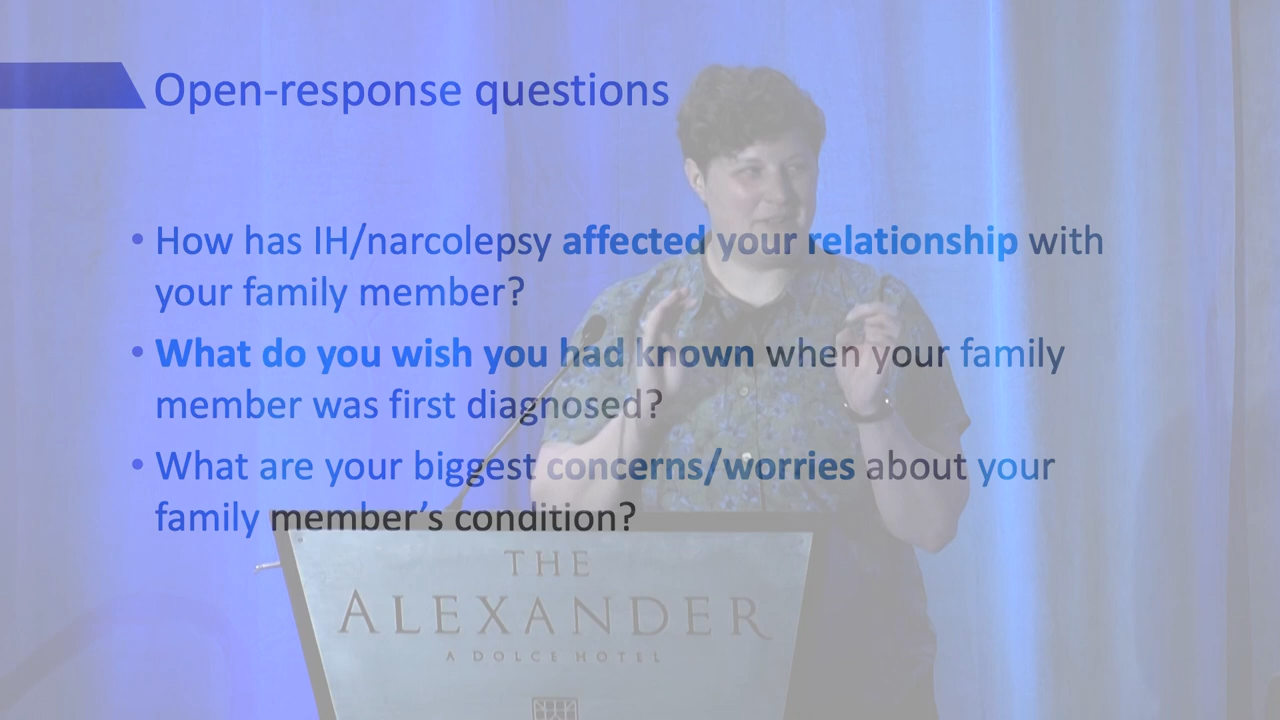 Open-response questions
• How has IH/narcolepsy affected your relationship with
your family member?
• What do you wish you had known when your family
member was first diagnosed?
• What are your biggest concerns/worries about your
family member’s condition?
THE
ALEXANDER
A DOLCE HOTEL